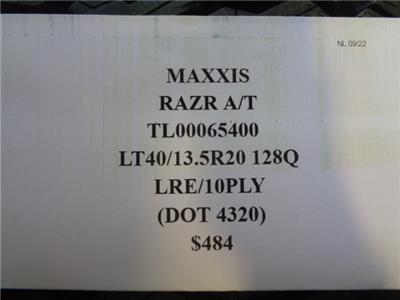 NL 09/22
MAXXIS
RAZR A/T
TL00065400
LT40/13.5R20 128Q
LRE/10PLY
(DOT 4320)
$484